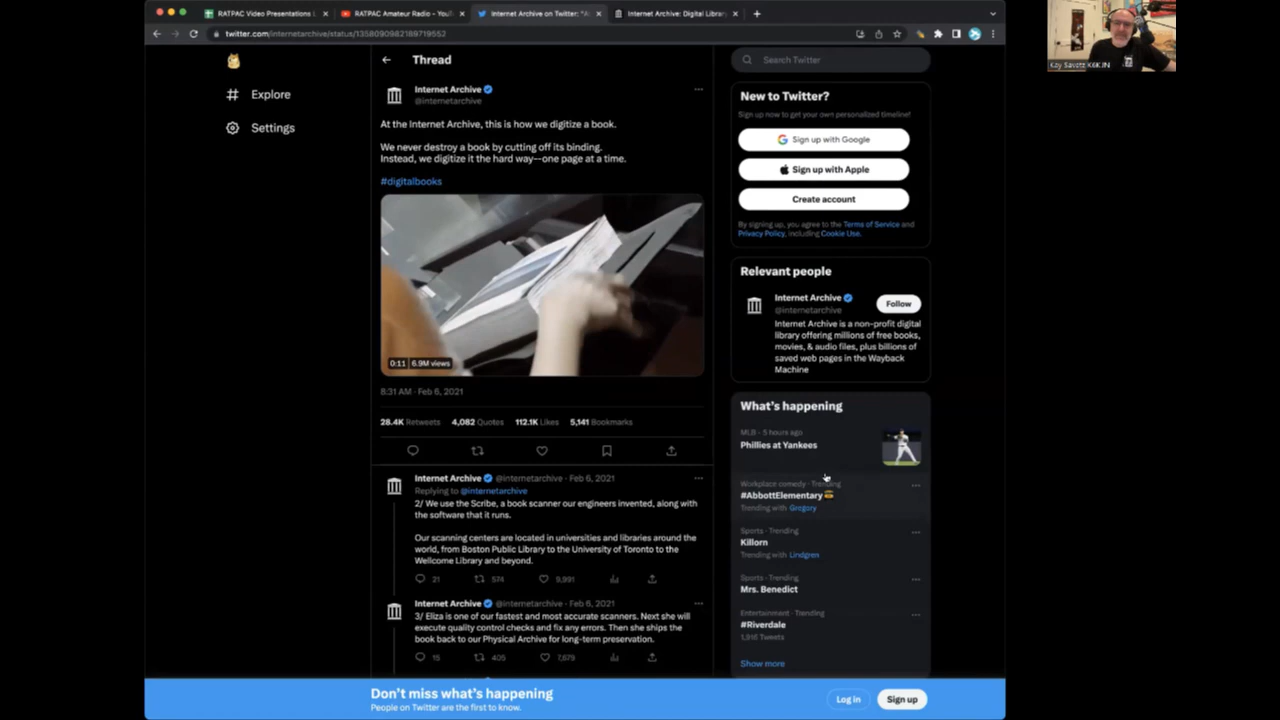 RATPAC Video Presentations L
RATPAC Amateur Radio – YouT
Internet Archive on Twitter: "A
Internet Archive: Digital Librar
twitter.com/internetarchive/status/1358090982189719552
Kay Savetz K6KJN
Explore
Settings
Thread
Internet Archive
@internetarchive
At the Internet Archive, this is how we digitize a book.
We never destroy a book by cutting off its binding.
Instead, we digitize it the hard way--one page at a time.
#digitalbooks
0:11 6.9M views
8:31 AM · Feb 6, 2021
28.4K Retweets 4,082 Quotes 112.1K Likes 5,141 Bookmarks
Internet Archive @internetarchive · Feb 6, 2021
Replying to @internetarchive
2/ We use the Scribe, a book scanner our engineers invented, along with
the software that it runs.
Our scanning centers are located in universities and libraries around the
world, from Boston Public Library to the University of Toronto to the
Wellcome Library and beyond.
21 574 9,991
Internet Archive @internetarchive · Feb 6, 2021
3/ Eliza is one of our fastest and most accurate scanners. Next she will
execute quality control checks and fix any errors. Then she ships the
book back to our Physical Archive for long-term preservation.
15 405 7,679
Search Twitter
New to Twitter?
Sign up now to get your own personalized timeline!
Sign up with Google
Sign up with Apple
Create account
By signing up, you agree to the Terms of Service and
Privacy Policy, including Cookie Use.
Relevant people
Internet Archive
@internetarchive
Follow
Internet Archive is a non-profit digital
library offering millions of free books,
movies, & audio files, plus billions of
saved web pages in the Wayback
Machine
What's happening
MLB · 5 hours ago
Phillies at Yankees
Workplace comedy · Trending
#AbbottElementary
Trending with Gregory
Sports · Trending
Killorn
Trending with Lindgren
Sports · Trending
Mrs. Benedict
Entertainment · Trending
#Riverdale
1,916 Tweets
Show more
Don't miss what's happening
People on Twitter are the first to know.
Log in
Sign up